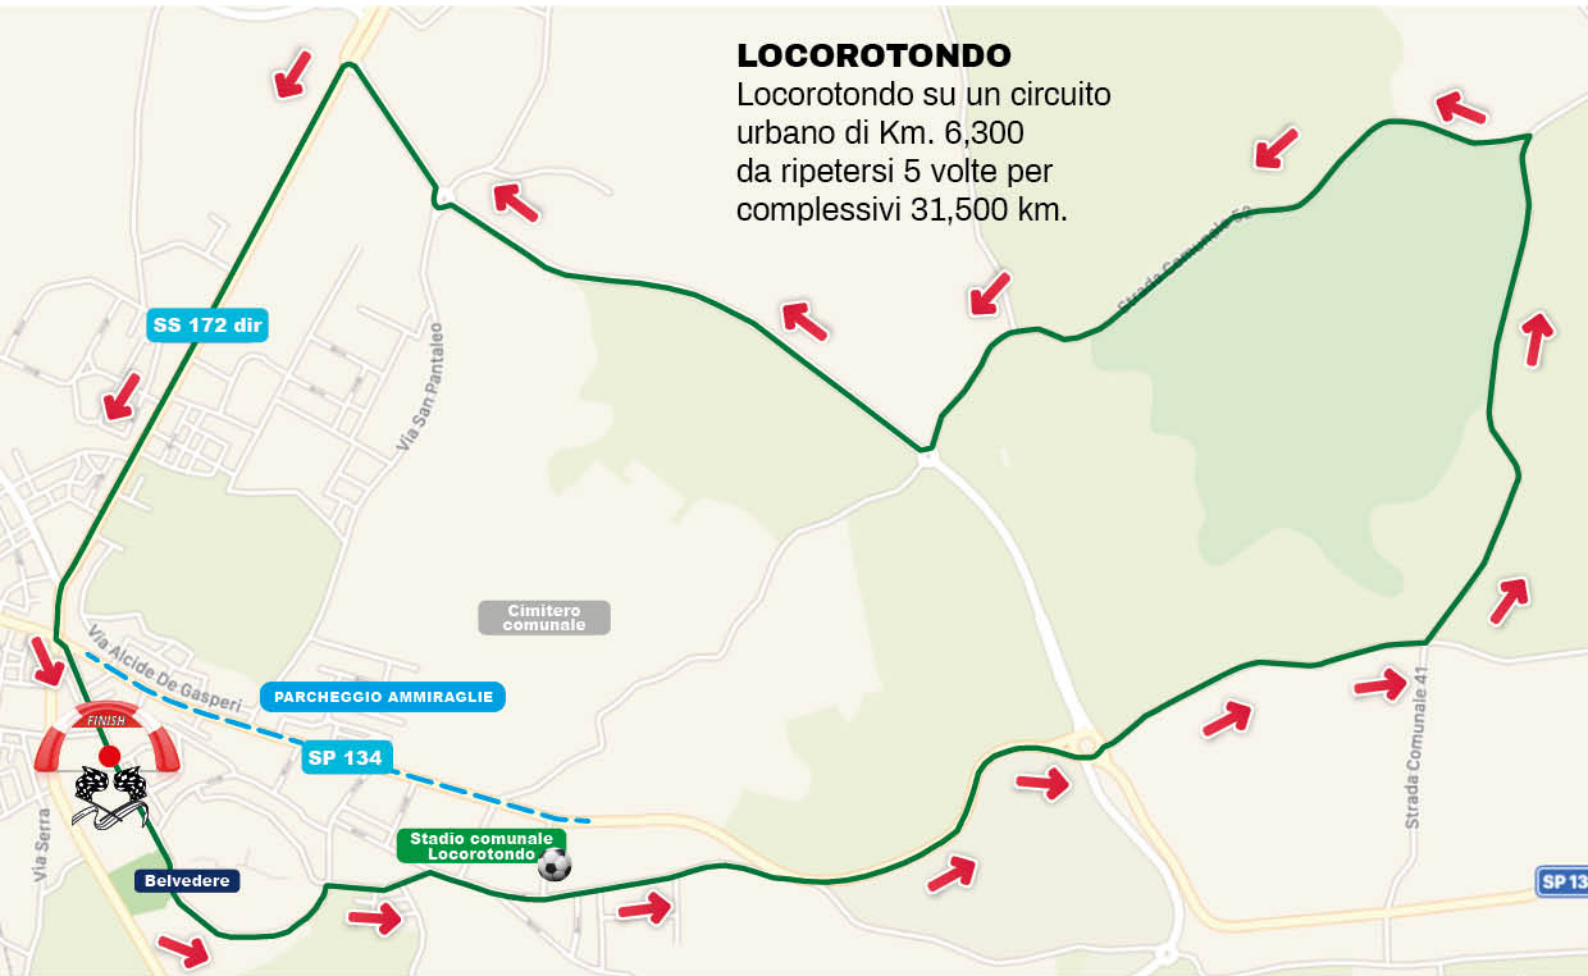 LOCOROTONDO
Locorotondo su un circuito
urbano di Km. 6,300
da ripetersi 5 volte per
complessivi 31,500 km.
Strada Comunale 52
SS 172 dir
Via San Pantaleo
Cimitero
comunale
Via Alcide De Gasperi
PARCHEGGIO AMMIRAGLIE
FINISH
SP 134
Strada Comunale 41
Via Serra
Stadio comunale
Locorotondo
Belvedere
SP 13